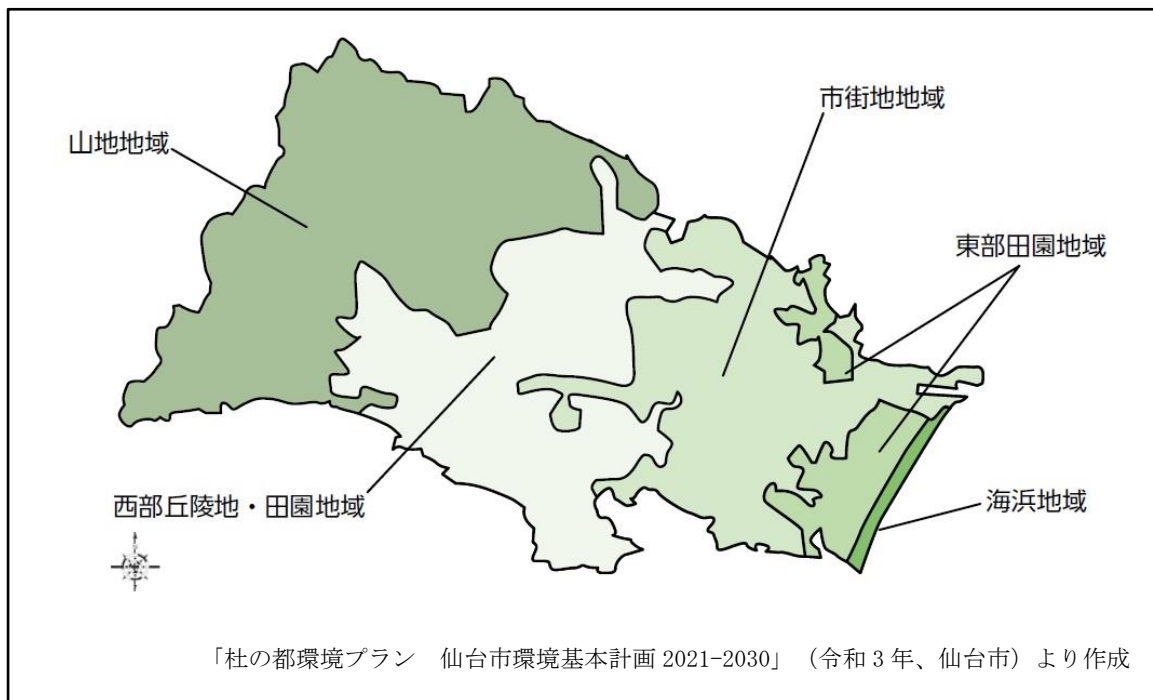 市街地地域
山地地域
東部田園地域
西部丘陵地・田園地域
海浜地域
「杜の都環境プラン　仙台市環境基本計画 2021-2030」（令和 3 年、仙台市）より作成